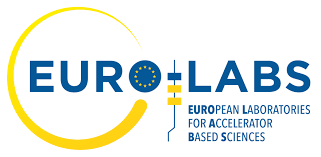 EURO-LABS
EUROPEAN LABORATORIES
FOR ACCELERATOR
BASED SCIENCES